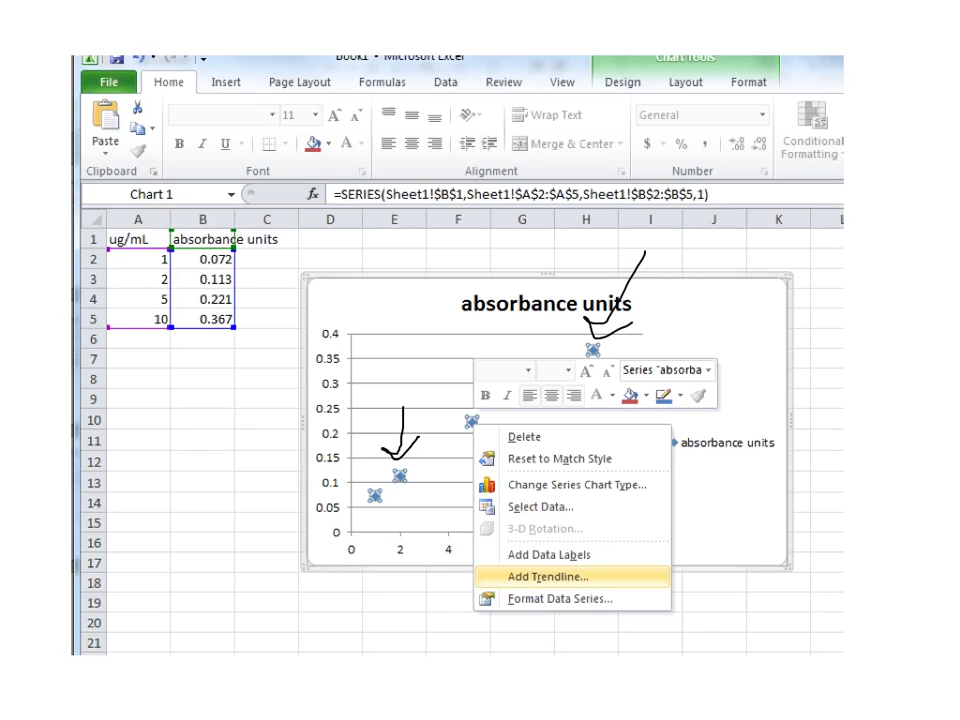 Book1 - Microsoft Excel Chart Tools
File Home Insert Page Layout Formulas Data Review View Design Layout Format
11 A A Wrap Text General
Paste B I U A Merge & Center $ % , .00 .00 Conditional
Formatting
Clipboard Font Alignment Number
Chart 1 fx =SERIES(Sheet1!$B$1,Sheet1!$A$2:$A$5,Sheet1!$B$2:$B$5,1)
A B C D E F G H I J K L
1 ug/mL absorbance units
2 1 0.072
3 2 0.113
4 5 0.221
5 10 0.367
6
7
8
9
10
11
12
13
14
15
16
17
18
19
20
21
absorbance units
0.4
0.35
0.3
0.25
0.2
0.15
0.1
0.05
0
0 2 4
absorbance units
A A Series "absorba
B I A
Delete
Reset to Match Style
Change Series Chart Type...
Select Data...
3-D Rotation...
Add Data Labels
Add Trendline...
Format Data Series...